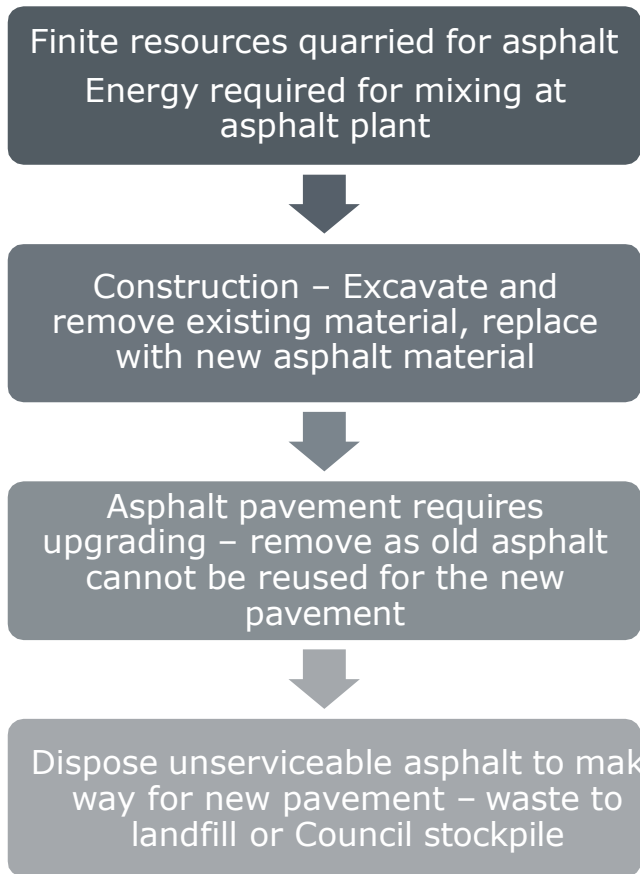 Finite resources quarried for asphalt
Energy required for mixing at
asphalt plant
Construction – Excavate and
remove existing material, replace
with new asphalt material
Asphalt pavement requires
upgrading – remove as old asphalt
cannot be reused for the new
pavement
Dispose unserviceable asphalt to mak
way for new pavement – waste to
landfill or Council stockpile